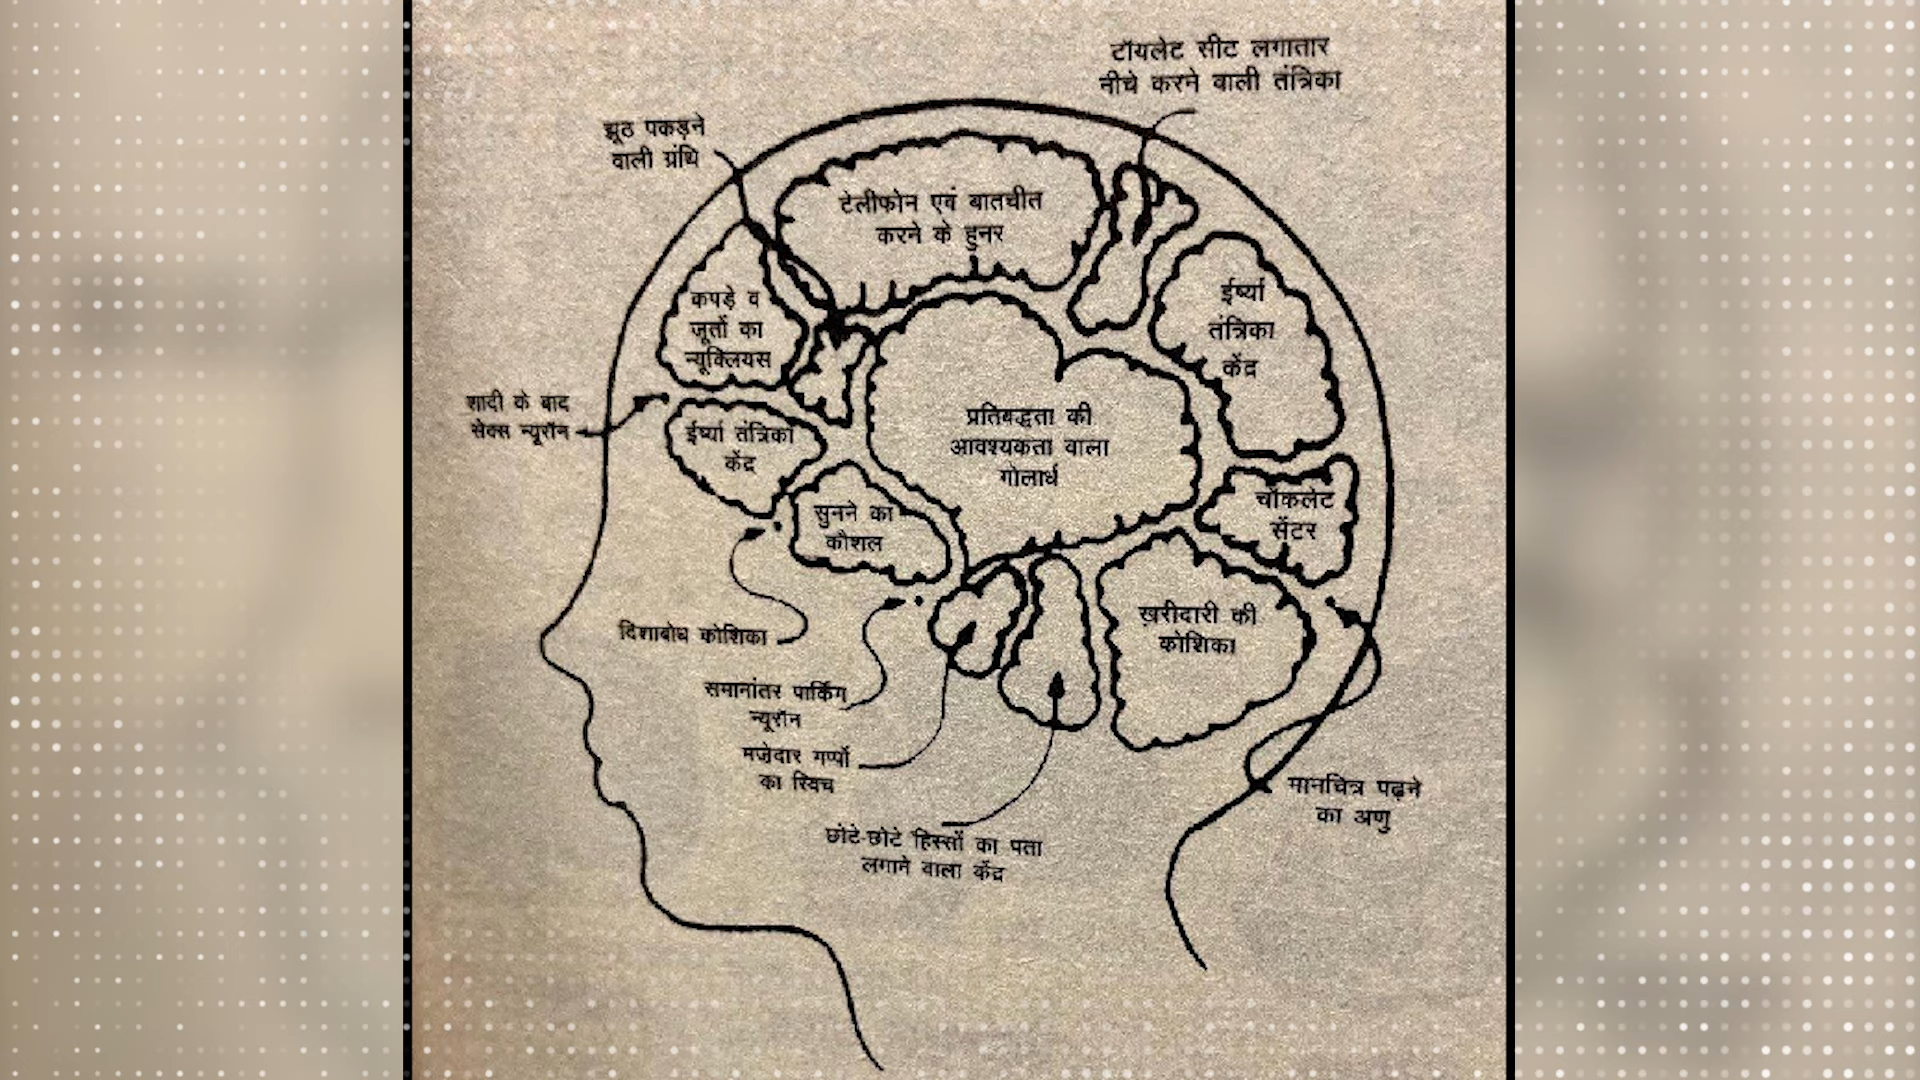 टॉयलेट सीट लगातार
नीचे करने वाली तंत्रिका
झूठ पकड़ने
वाली ग्रंथि
टेलीफोन एवं बातचीत
करने के हुनर
कपड़े व
जूतों का
न्यूक्लियस
ईर्ष्या
तंत्रिका
केंद्र
शादी के बाद
सेक्स न्यूरॉन
ईर्ष्या तंत्रिका
केंद्र
प्रतिबद्धता की
आवश्यकता वाला
गोलार्ध
सुनने का
कौशल
चॉकलेट
सेंटर
दिशाबोध कोशिका
ख़रीदारी की
कोशिका
समानांतर पार्किंग
न्यूरॉन
मज़ेदार गप्पों
का स्विच
मानचित्र पढ़ने
का अणु
छोटे-छोटे हिस्सों का पता
लगाने वाला केंद्र